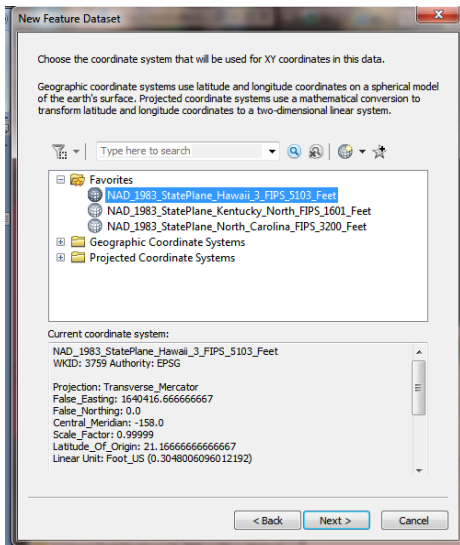 New Feature Dataset
Choose the coordinate system that will be used for XY coordinates in this data.
Geographic coordinate systems use latitude and longitude coordinates on a spherical model
of the earth's surface. Projected coordinate systems use a mathematical conversion to
transform latitude and longitude coordinates to a two-dimensional linear system.
Type here to search
Favorites
NAD_1983_StatePlane_Hawaii_3_FIPS_5103_Feet
NAD_1983_StatePlane_Kentucky_North_FIPS_1601_Feet
NAD_1983_StatePlane_North_Carolina_FIPS_3200_Feet
Geographic Coordinate Systems
Projected Coordinate Systems
Current coordinate system:
NAD_1983_StatePlane_Hawaii_3_FIPS_5103_Feet
WKID: 3759 Authority: EPSG
Projection: Transverse_Mercator
False_Easting: 1640416.666666667
False_Northing: 0.0
Central_Meridian: -158.0
Scale_Factor: 0.99999
Latitude_Of_Origin: 21.16666666666667
Linear Unit: Foot_US (0.3048006096012192)
< Back
Next >
Cancel